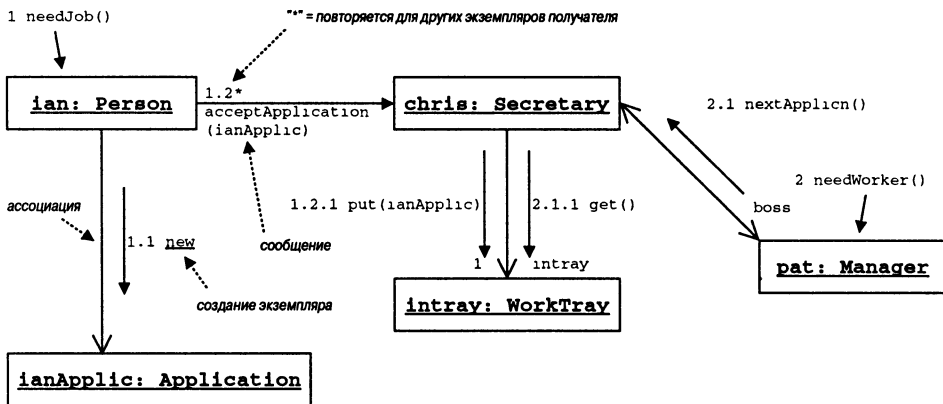 1 needJob()
"*" = повторяется для других экземпляров получателя
ian: Person
1.2*
acceptApplication
(ianApplic)
chris: Secretary
2.1 nextApplicn()
ассоциация
1.1 new
создание экземпляра
сообщение
1.2.1 put(ianApplic)
2.1.1 get()
2 needWorker()
boss
1
intray
pat: Manager
intray: WorkTray
ianApplic: Application